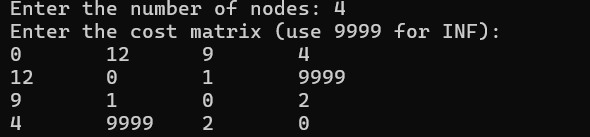 Enter the number of nodes: 4
Enter the cost matrix (use 9999 for INF):
0 12 9 4
12 0 1 9999
9 1 0 2
4 9999 2 0